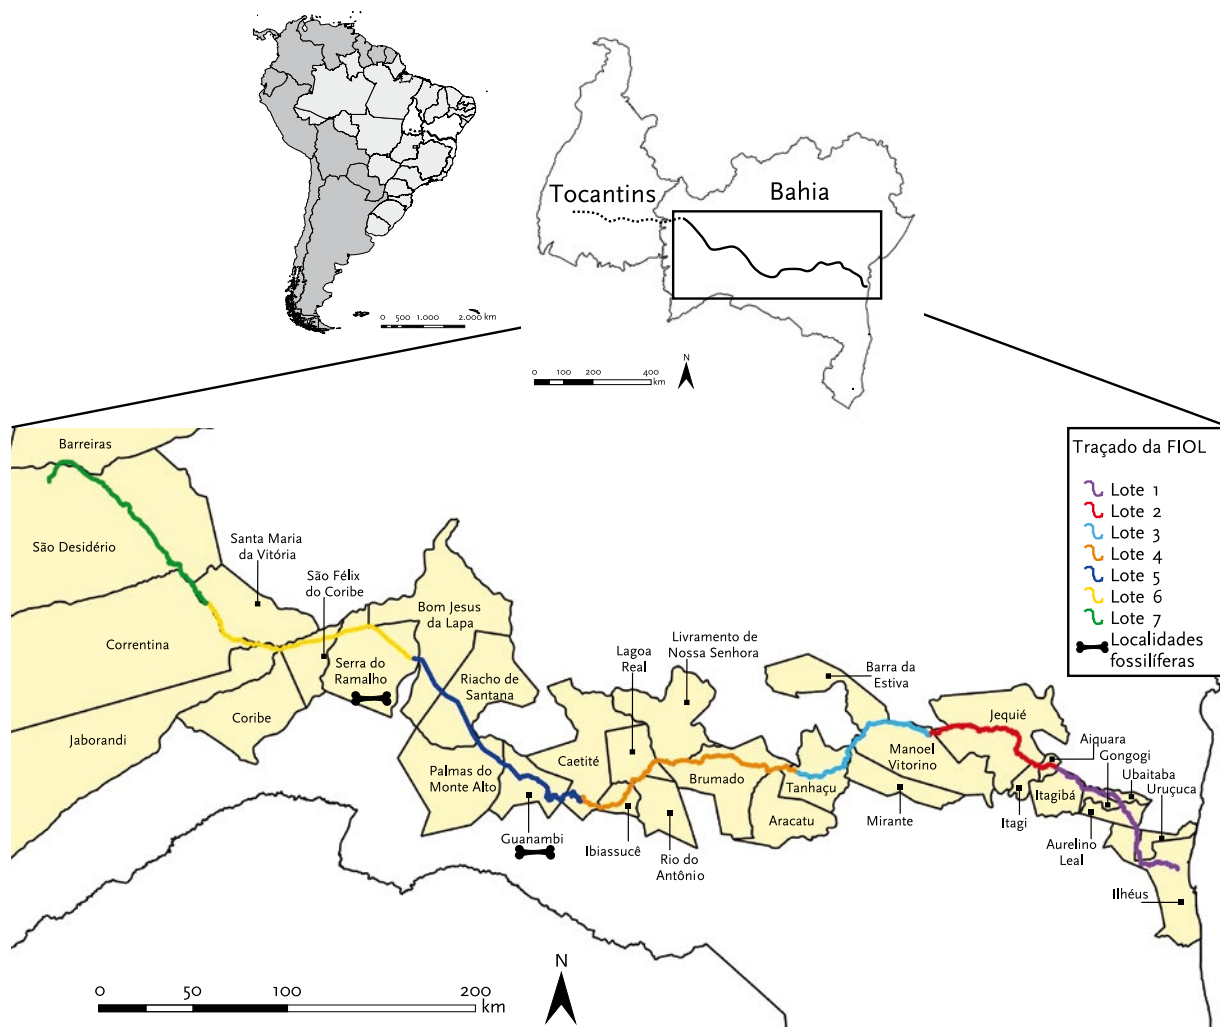 0 500 1.000 2.000 km
Tocantins
Bahia
0 100 200 400
km
N
Traçado da FIOL
Lote 1
Lote 2
Lote 3
Lote 4
Lote 5
Lote 6
Lote 7
Localidades
fossilíferas
Barreiras
São Desidério
Santa Maria
da Vitória
São Félix
do Coribe
Correntina
Bom Jesus
da Lapa
Serra do
Ramalho
Riacho de
Santana
Coribe
Jaborandi
Lagoa
Real
Livramento de
Nossa Senhora
Barra da
Estiva
Jequié
Aiquara
Gongogi
Ubaitaba
Uruçuca
Manoel
Vitorino
Palmas do
Monte Alto
Caetité
Brumado
Tanhaçu
Itagibá
Guanambi
Ibiassucê
Rio do
Antônio
Aracatu
Mirante
Itagi
Aurelino
Leal
Ilhéus
N
0 50 100 200
km